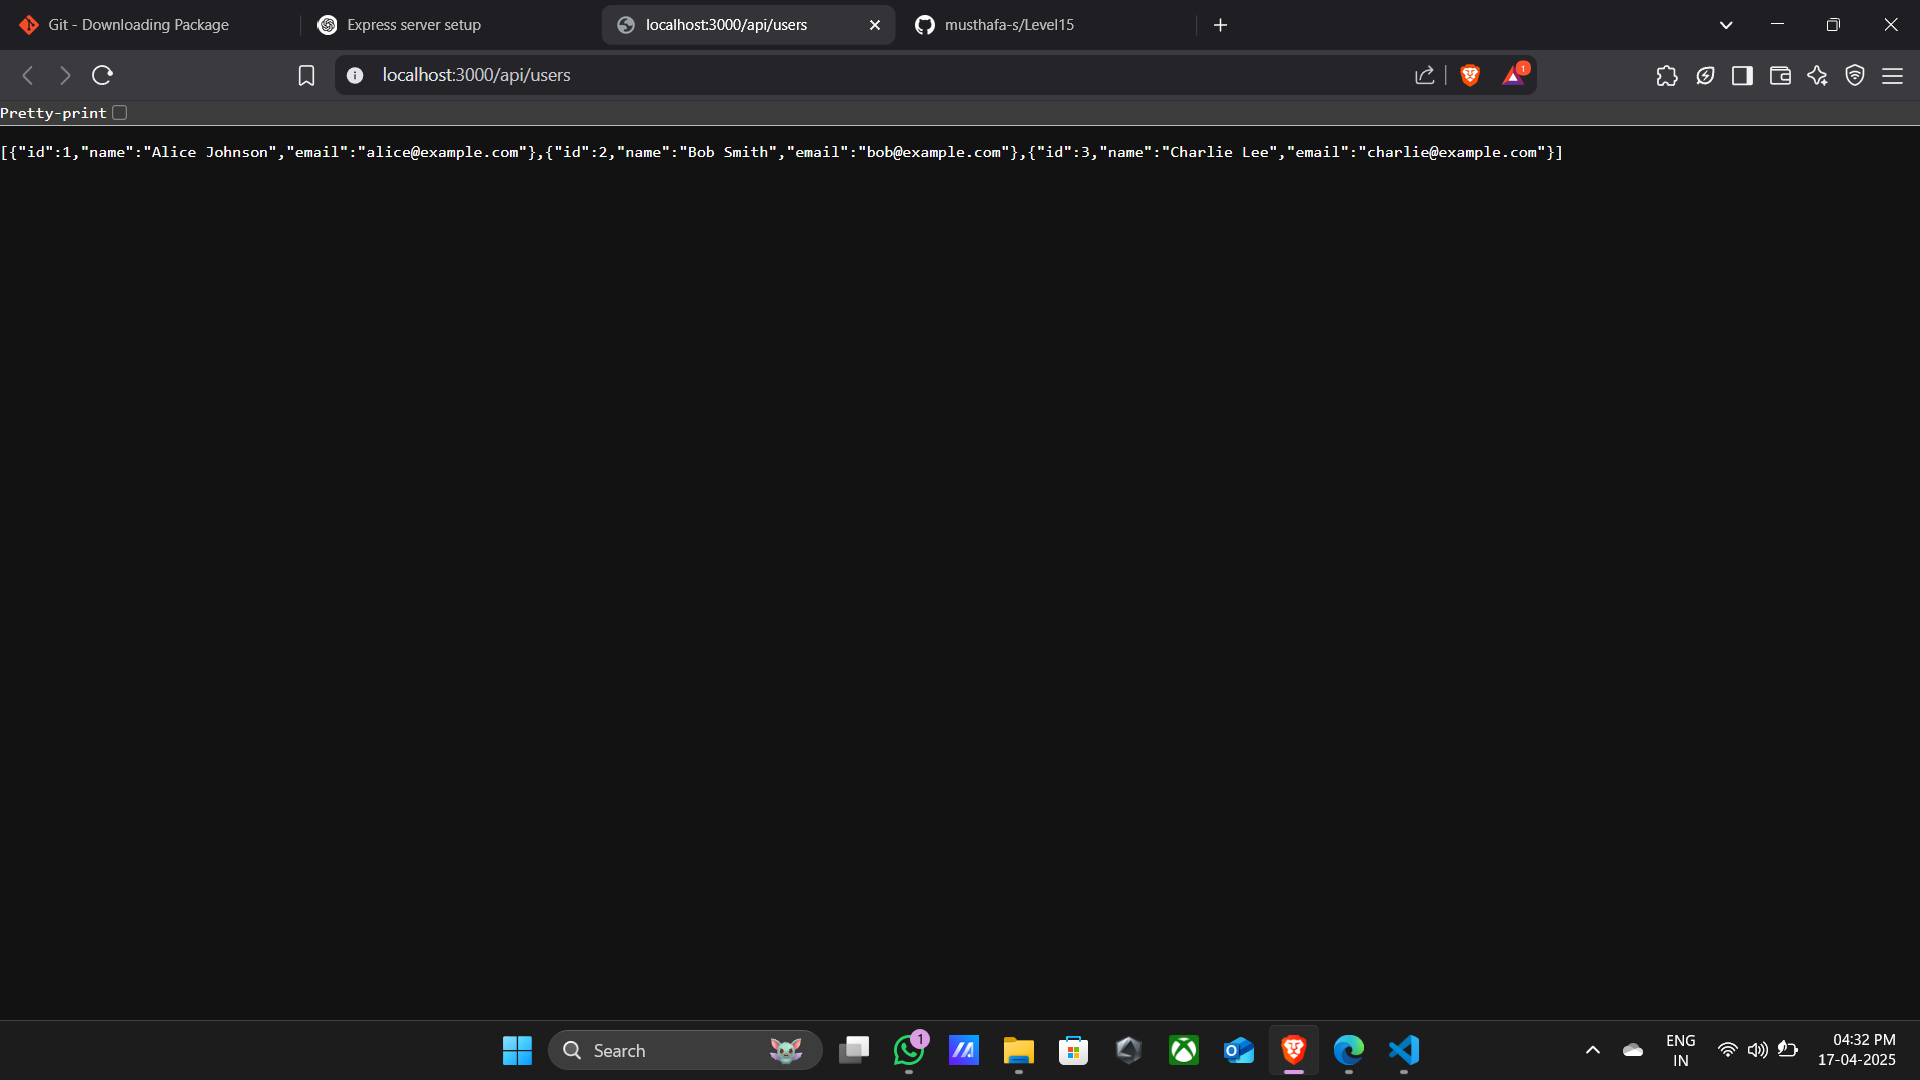 Git - Downloading Package
Express server setup
localhost:3000/api/users
musthafa-s/Level15
localhost:3000/api/users
1
Pretty-print
[{"id":1,"name":"Alice Johnson","email":"alice@example.com"},{"id":2,"name":"Bob Smith","email":"bob@example.com"},{"id":3,"name":"Charlie Lee","email":"charlie@example.com"}]
Search
1
ENG
IN
04:32 PM
17-04-2025